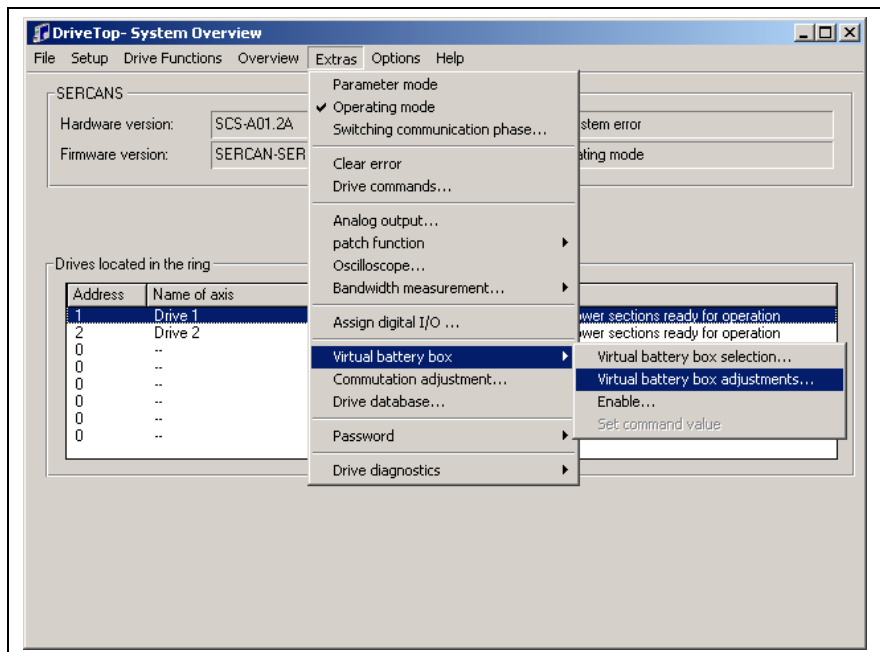 DriveTop- System Overview
File Setup Drive Functions Overview Extras Options Help
Parameter mode
Operating mode
Switching communication phase...
Clear error
Drive commands...
Analog output...
patch function
Oscilloscope...
Bandwidth measurement...
Assign digital I/O ...
Virtual battery box
Commutation adjustment...
Drive database...
Password
Drive diagnostics
Virtual battery box selection...
Virtual battery box adjustments...
Enable...
Set command value
SERCANS
Hardware version: SCS-A01.2A stem error
Firmware version: SERCAN-SER ating mode
Drives located in the ring
Address Name of axis
1 Drive 1 ower sections ready for operation
2 Drive 2 ower sections ready for operation
0 --
0 --
0 --
0 --
0 --
0 --